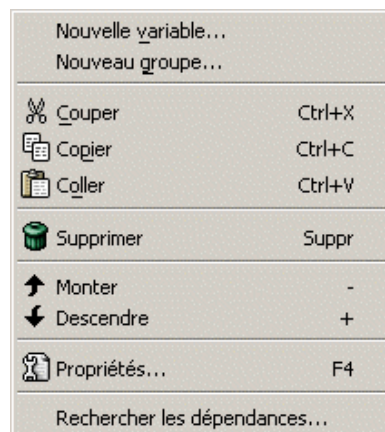 Nouvelle variable...
Nouveau groupe...
Couper Ctrl+X
Copier Ctrl+C
Coller Ctrl+V
Supprimer Suppr
Monter -
Descendre +
Propriétés... F4
Rechercher les dépendances...